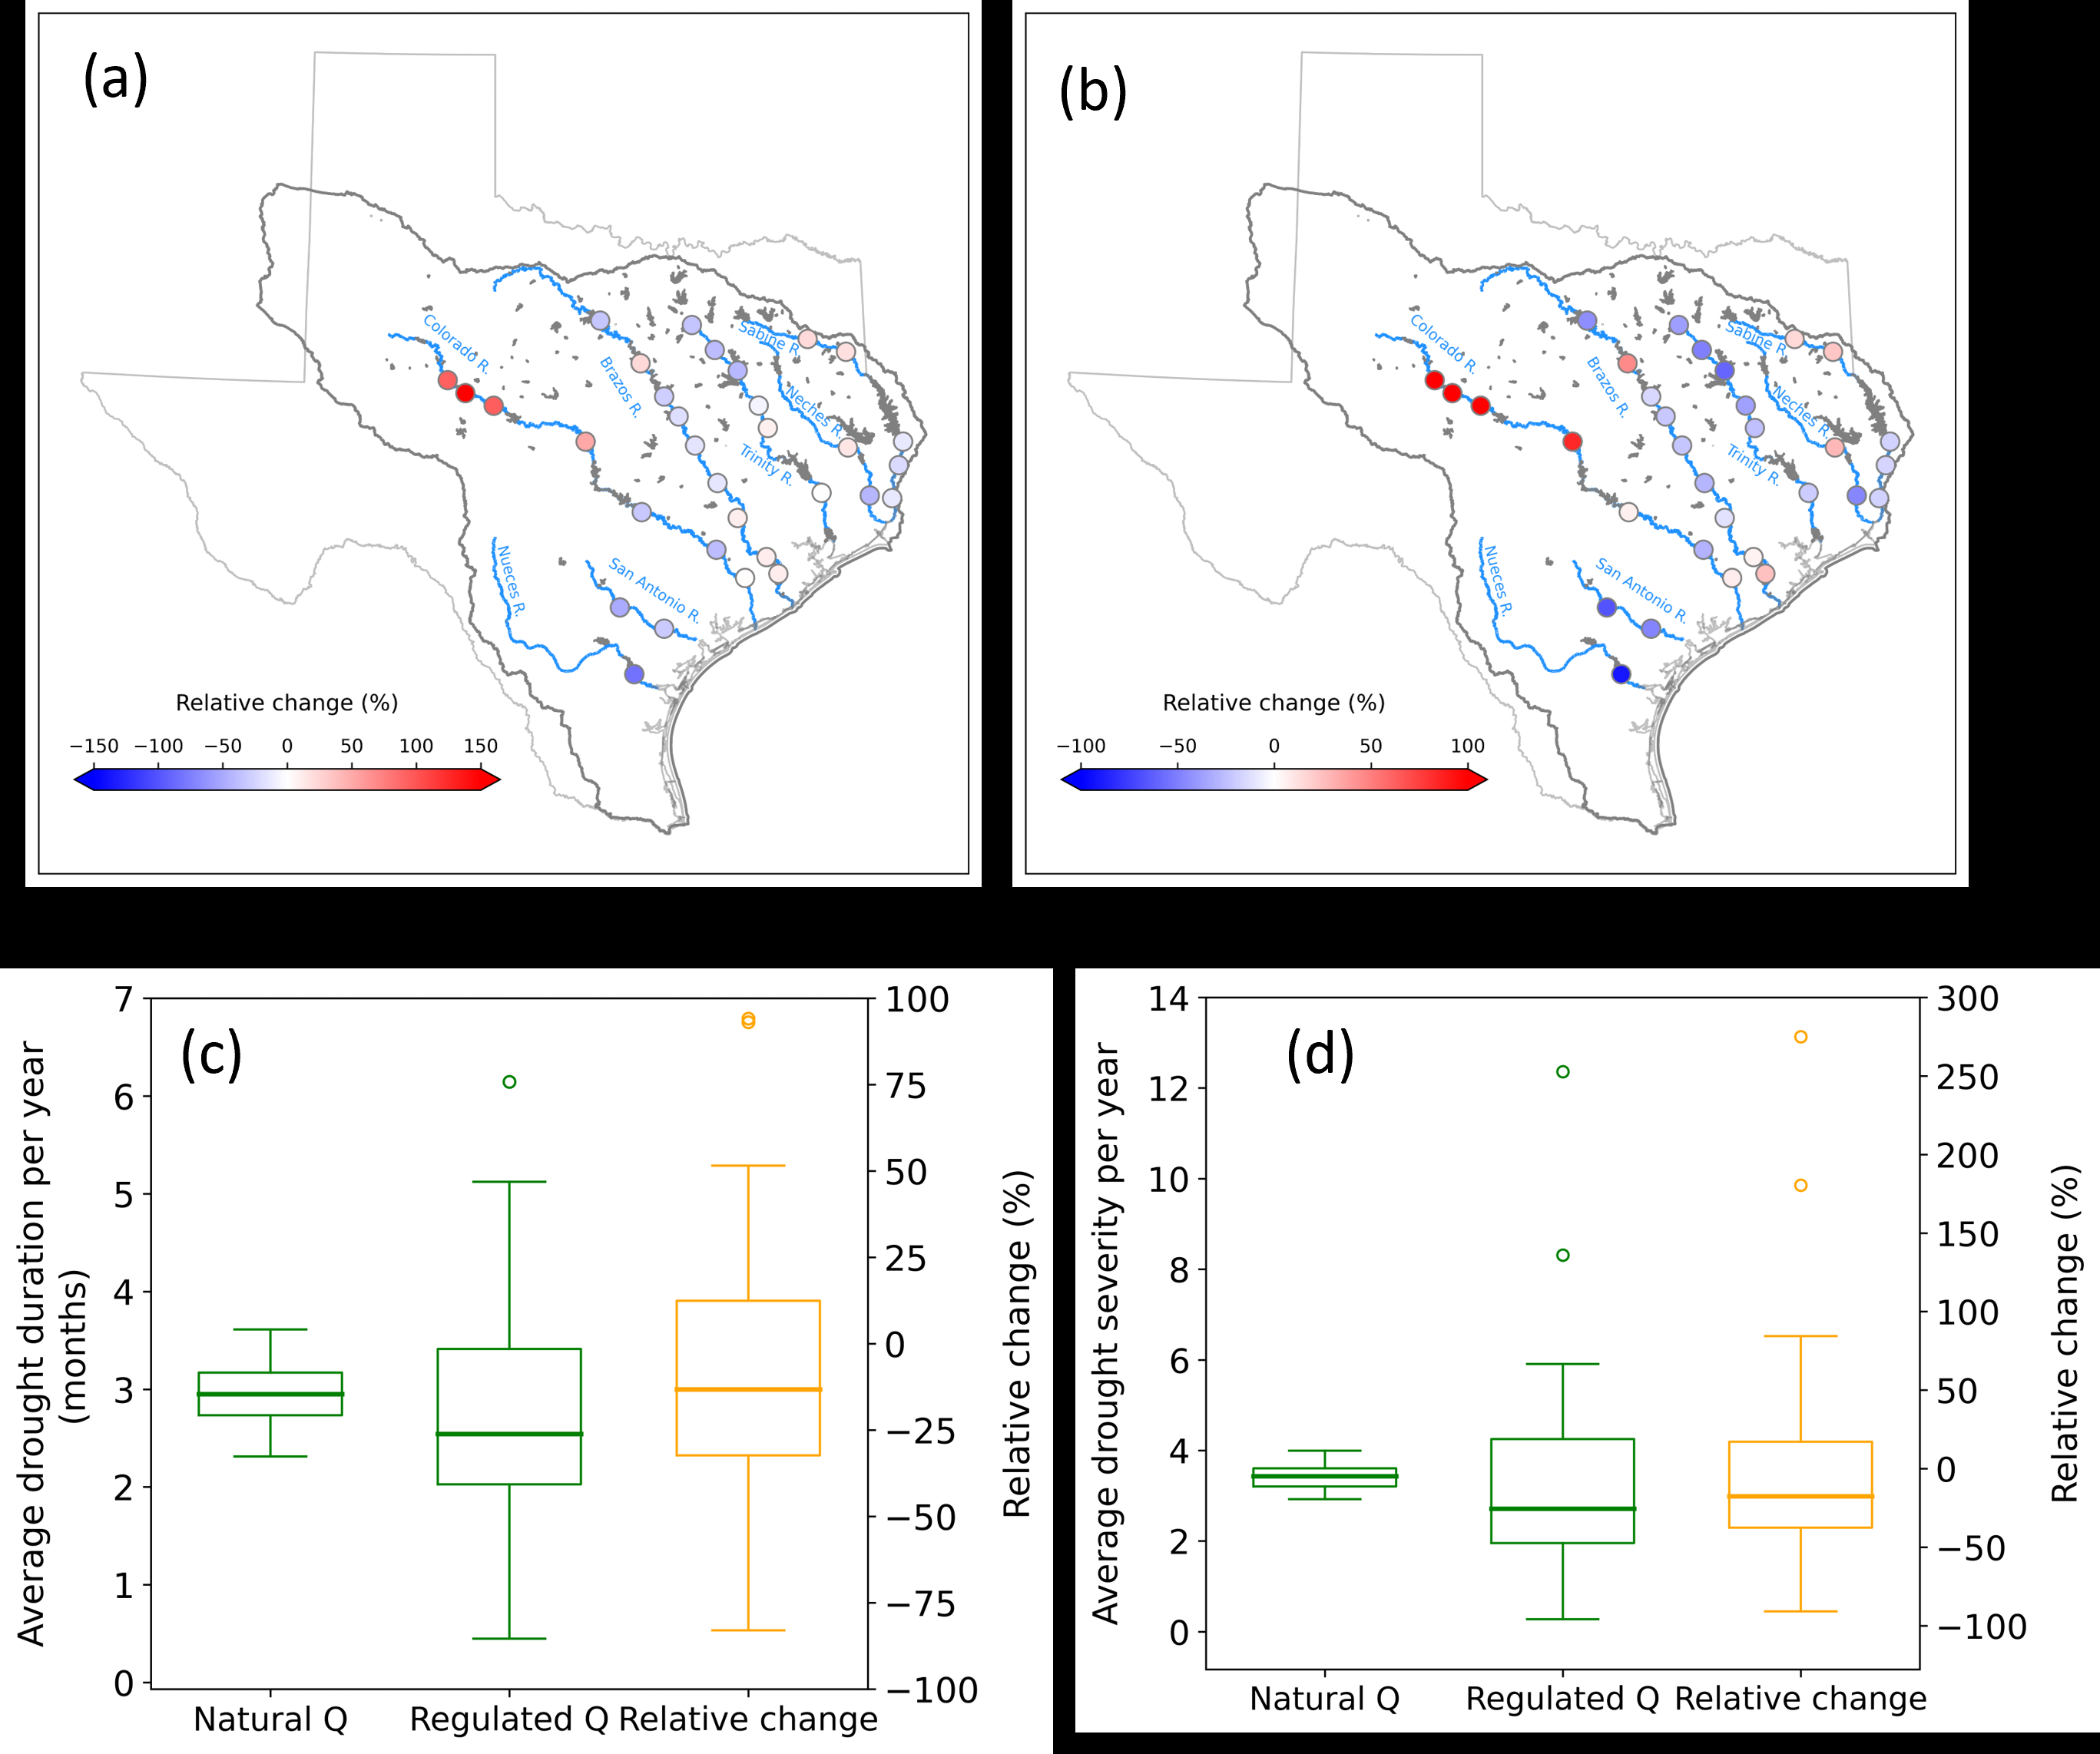 (a)
Colorado R.
Brazos R.
Sabine R.
Neches R.
Trinity R.
Nueces R.
San Antonio R.
Relative change (%)
−150 −100 −50 0 50 100 150
(b)
Colorado R.
Brazos R.
Sabine R.
Neches R.
Trinity R.
Nueces R.
San Antonio R.
Relative change (%)
−100 −50 0 50 100
(c)
Average drought duration per year
(months)
7
6
5
4
3
2
1
0
100
75
50
25
0
−25
−50
−75
−100
Relative change (%)
Natural Q Regulated Q Relative change
(d)
Average drought severity per year
14
12
10
8
6
4
2
0
300
250
200
150
100
50
0
−50
−100
Relative change (%)
Natural Q Regulated Q Relative change